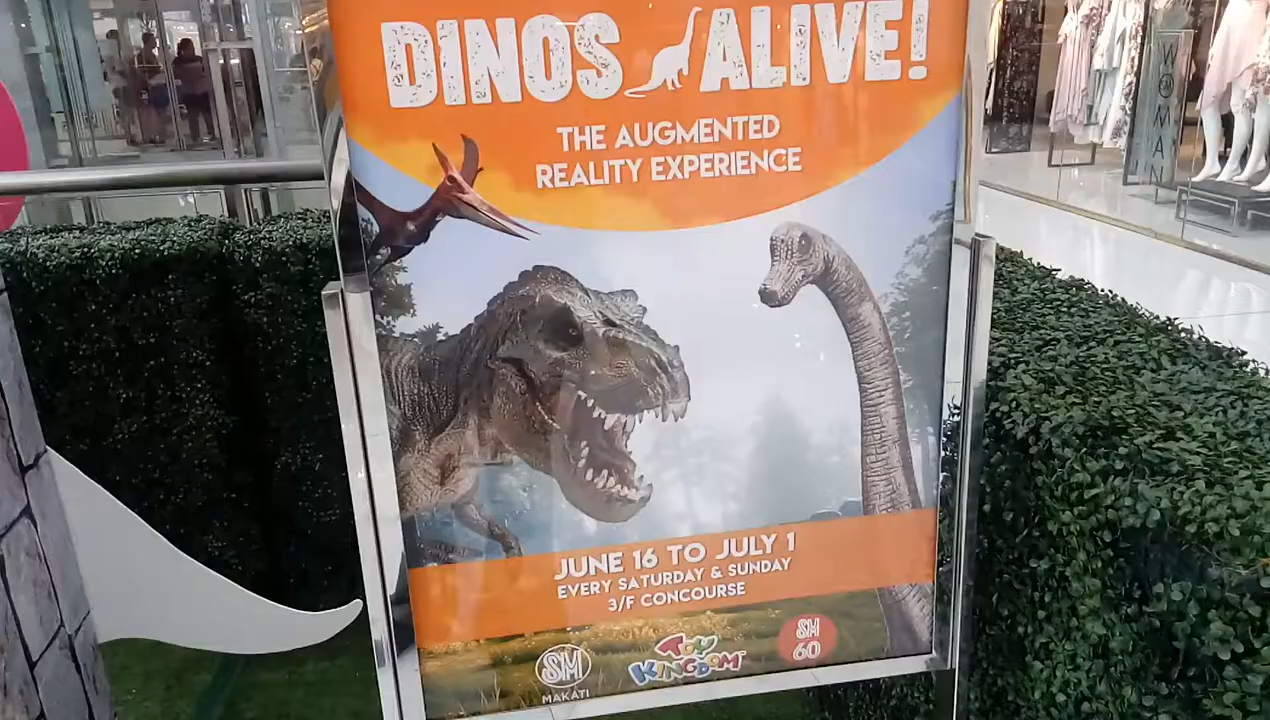 DINOS ALIVE!
THE AUGMENTED
REALITY EXPERIENCE
JUNE 16 TO JULY 1
EVERY SATURDAY & SUNDAY
3/F CONCOURSE
SM
MAKATI
TOY
KINGDOM
SM
60
WOMAN